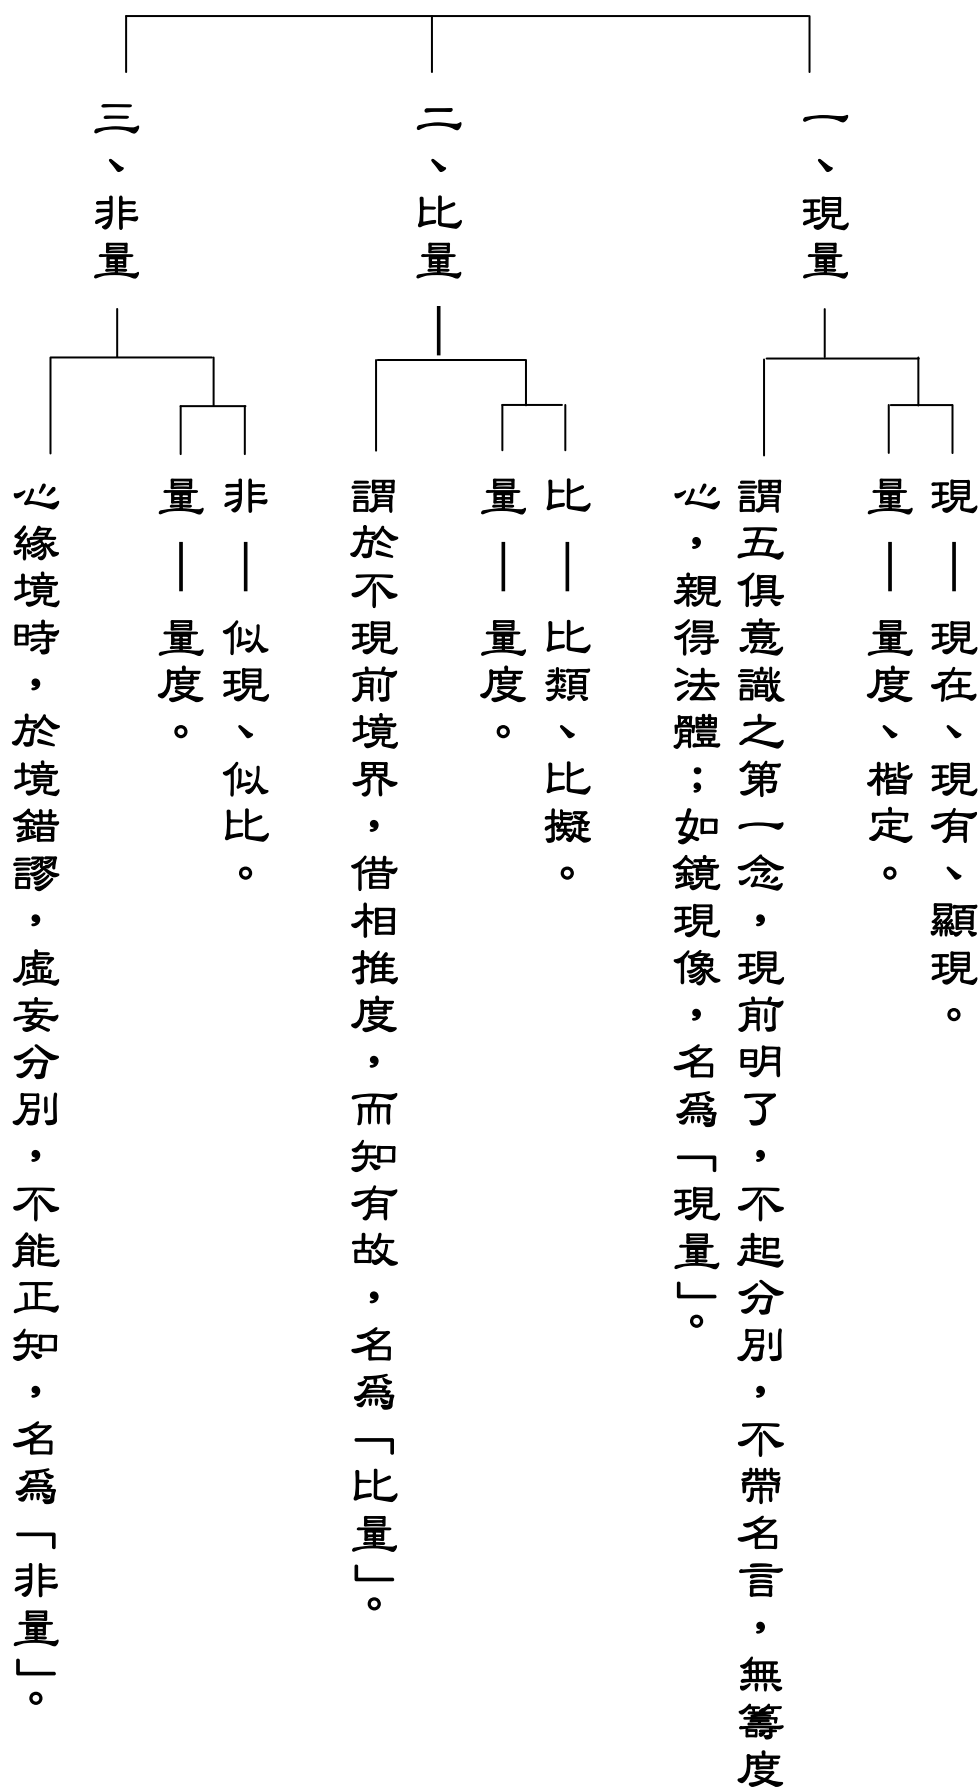 一、現量
現──現在、現有、顯現。
量──量度、楷定。
謂五俱意識之第一念，現前明了，不起分別，不帶名言，無籌度
心，親得法體；如鏡現像，名為「現量」。
二、比量
比──比類、比擬。
量──量度。
謂於不現前境界，借相推度，而知有故，名為「比量」。
三、非量
非──似現、似比。
量──量度。
心緣境時，於境錯謬，虛妄分別，不能正知，名為「非量」。